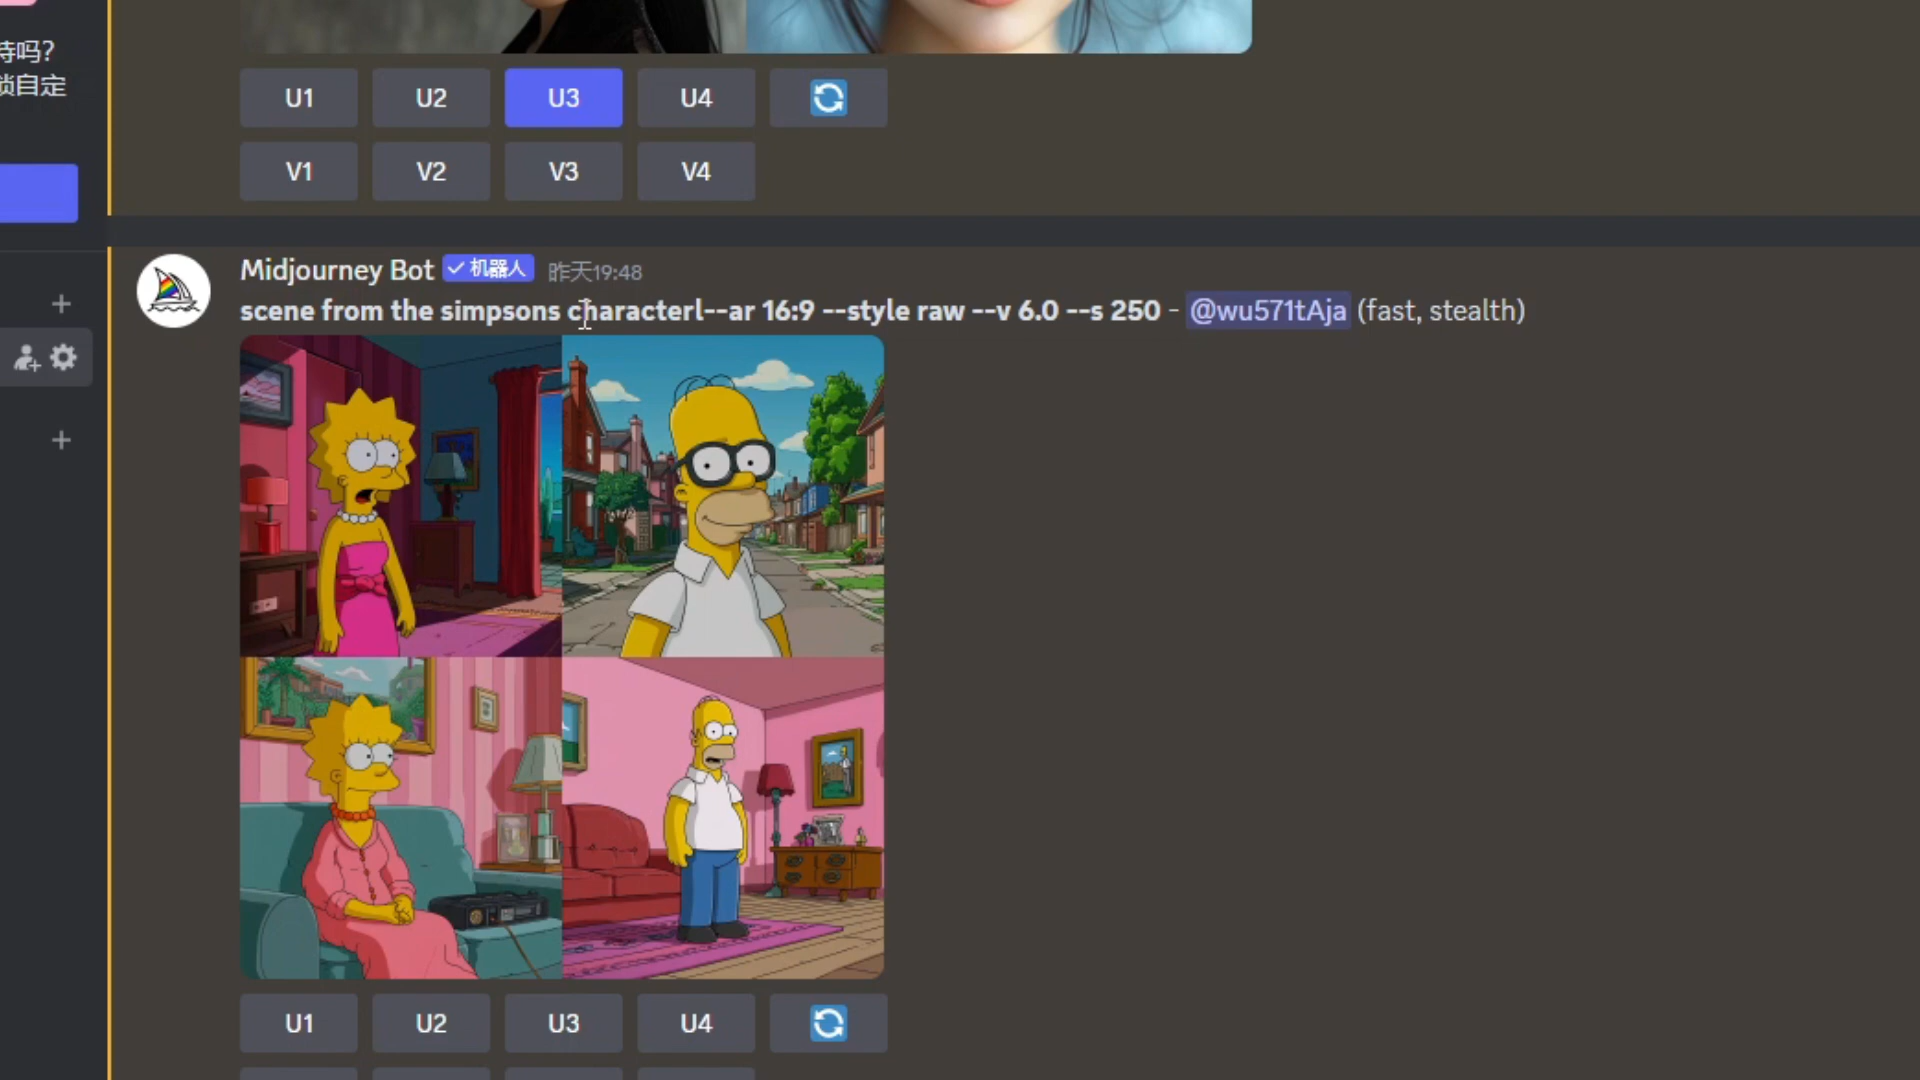 待吗?
锁自定
U1 U2 U3 U4
V1 V2 V3 V4
Midjourney Bot 机器人 昨天19:48
scene from the simpsons characterl--ar 16:9 --style raw --v 6.0 --s 250 - @wu571tAja (fast, stealth)
U1 U2 U3 U4